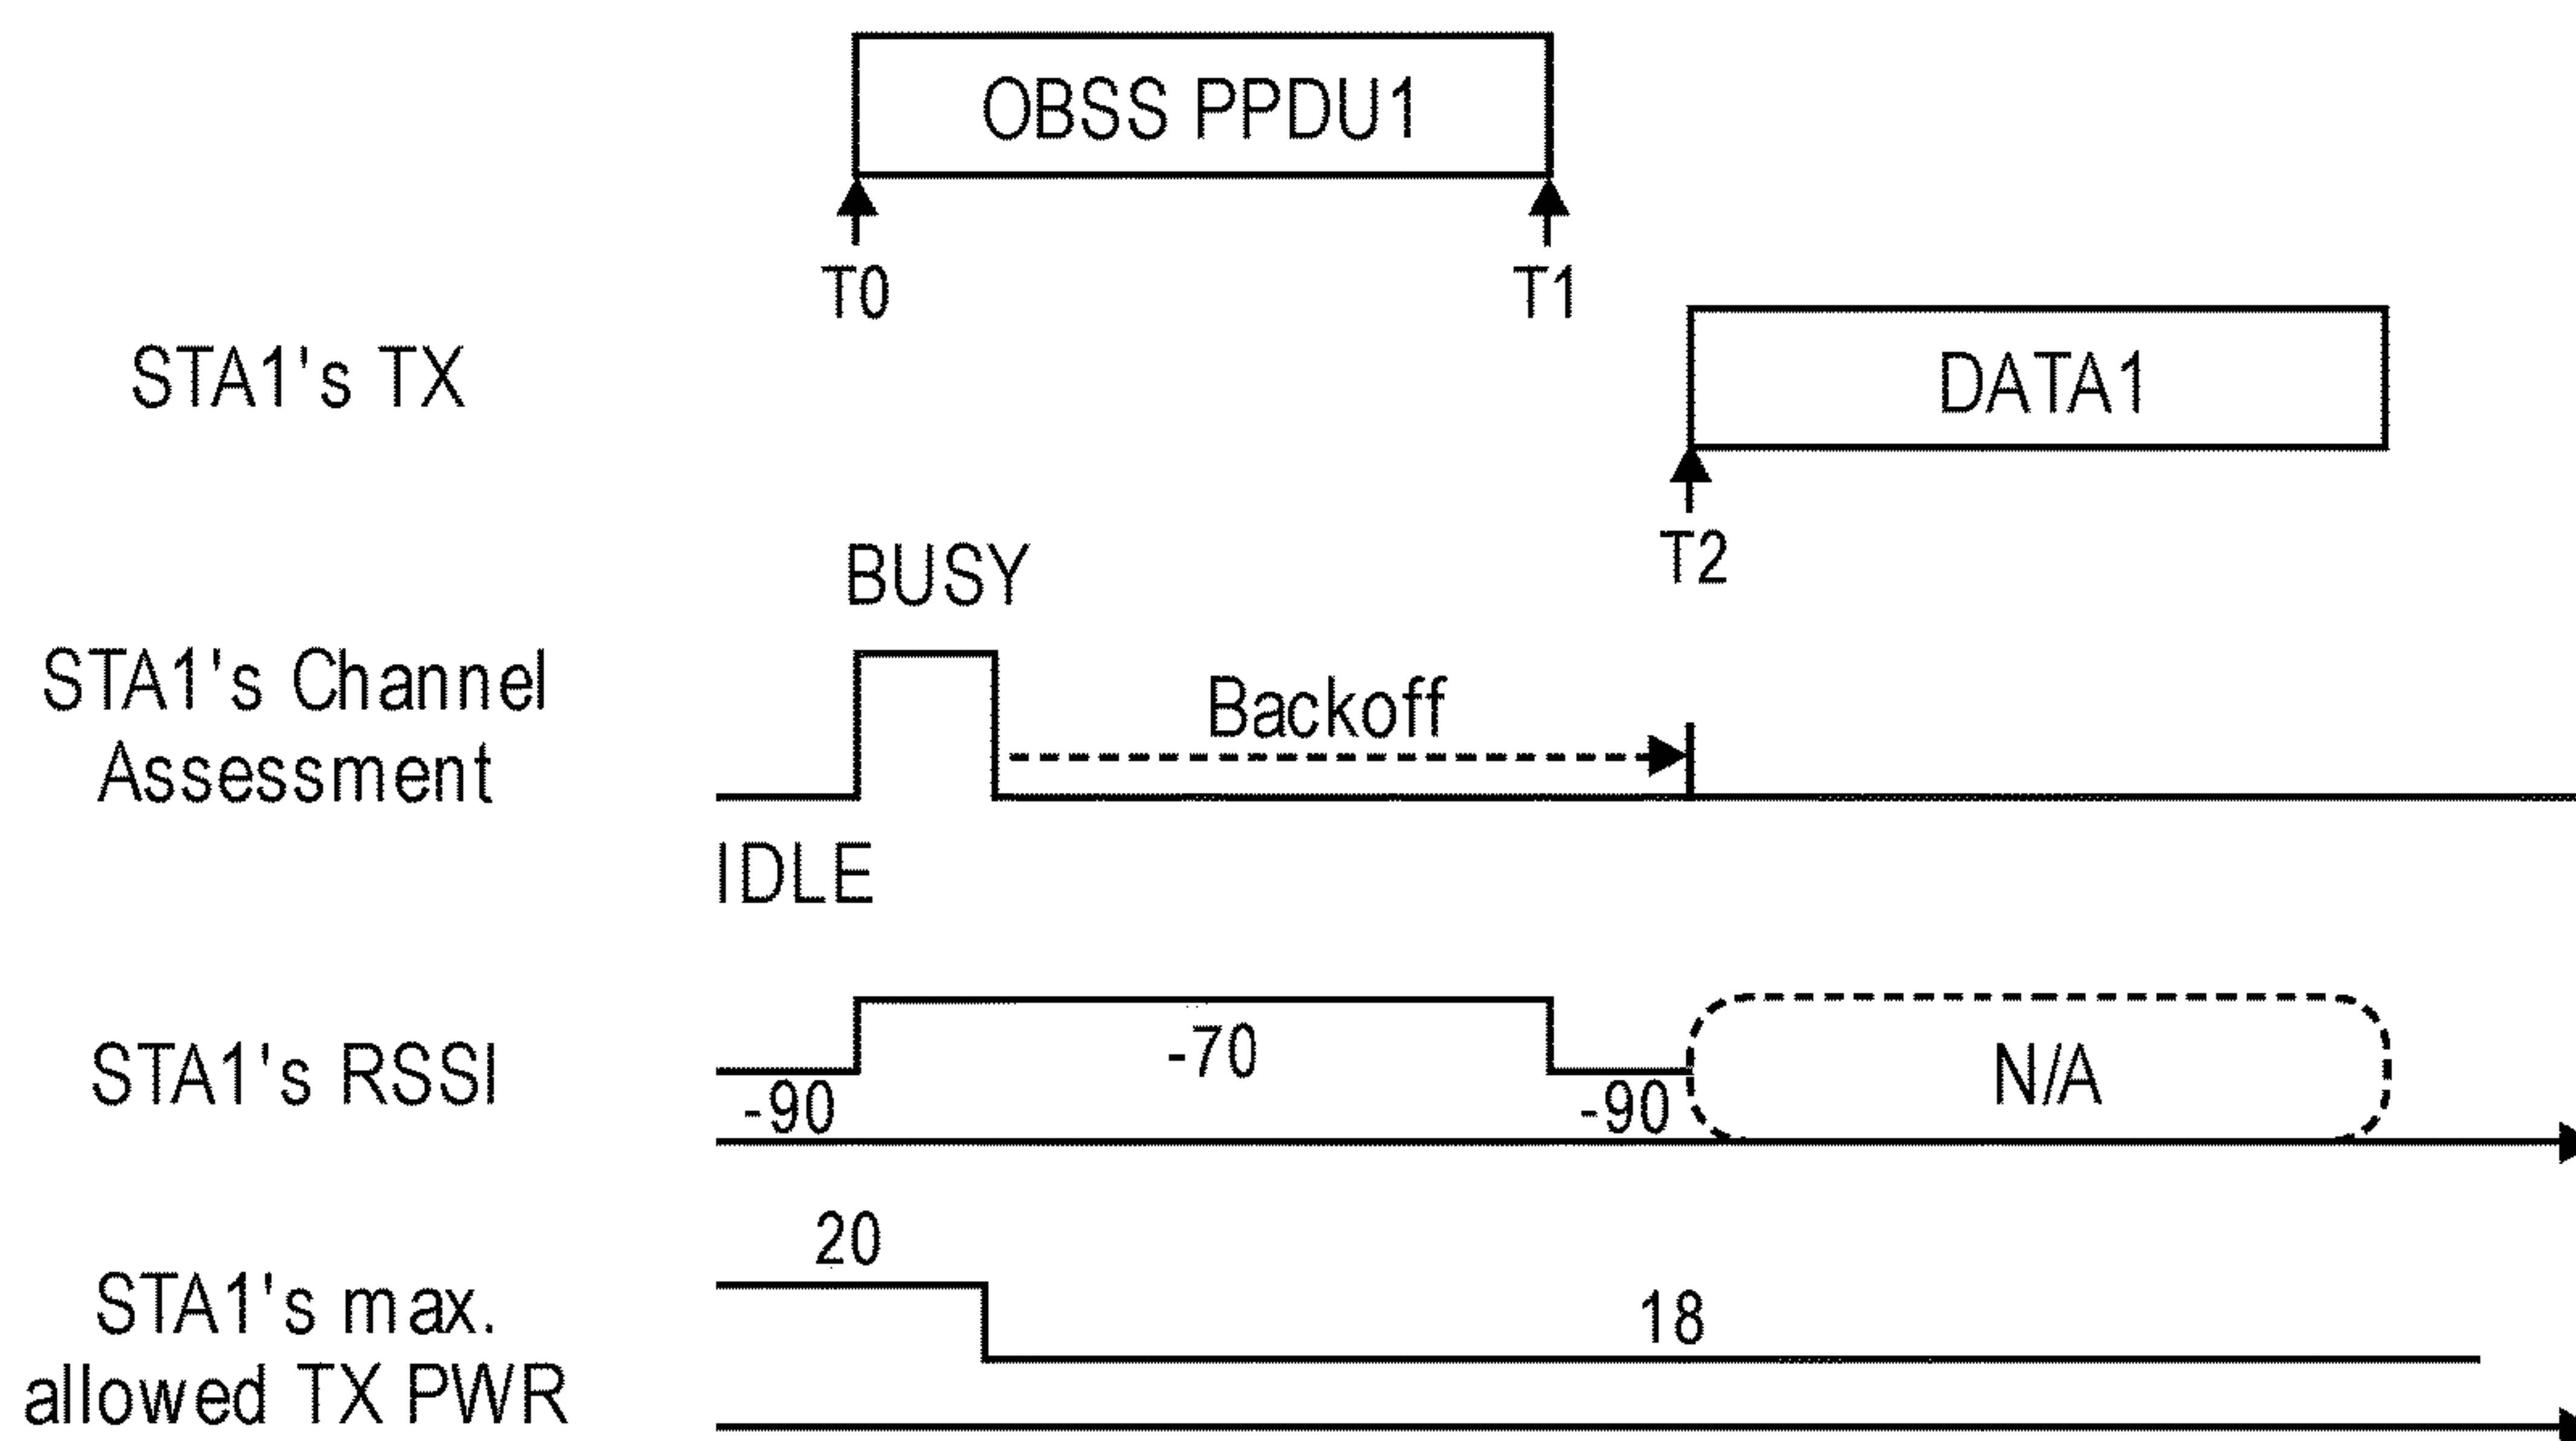 OBSS PPDU1
T0
T1
STA1's TX
DATA1
T2
BUSY
STA1's Channel
Assessment
Backoff
IDLE
STA1's RSSI
-90
-70
-90
N/A
20
STA1's max.
allowed TX PWR
18